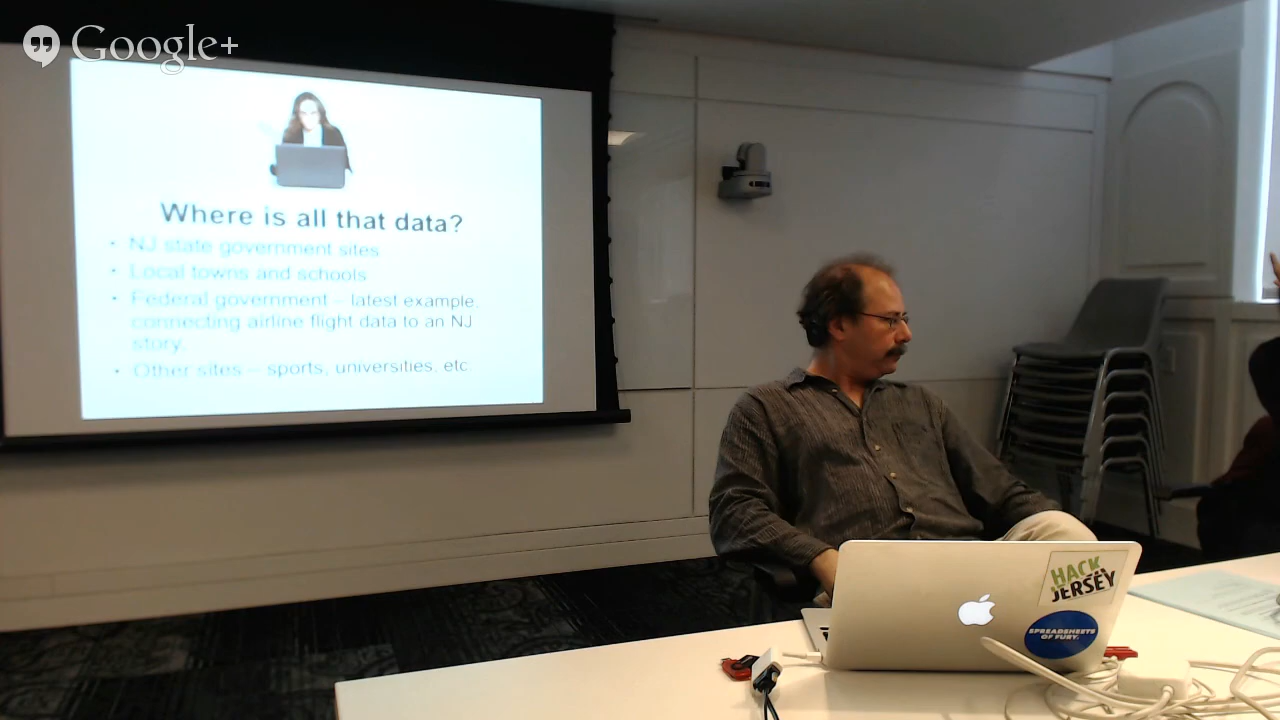 Google+
Where is all that data?
• NJ state government sites
• Local towns and schools
• Federal government – latest example,
connecting airline flight data to an NJ
story.
• Other sites – sports, universities, etc
HACK
JERSEY
SPREADSHEETS
OF FURY.